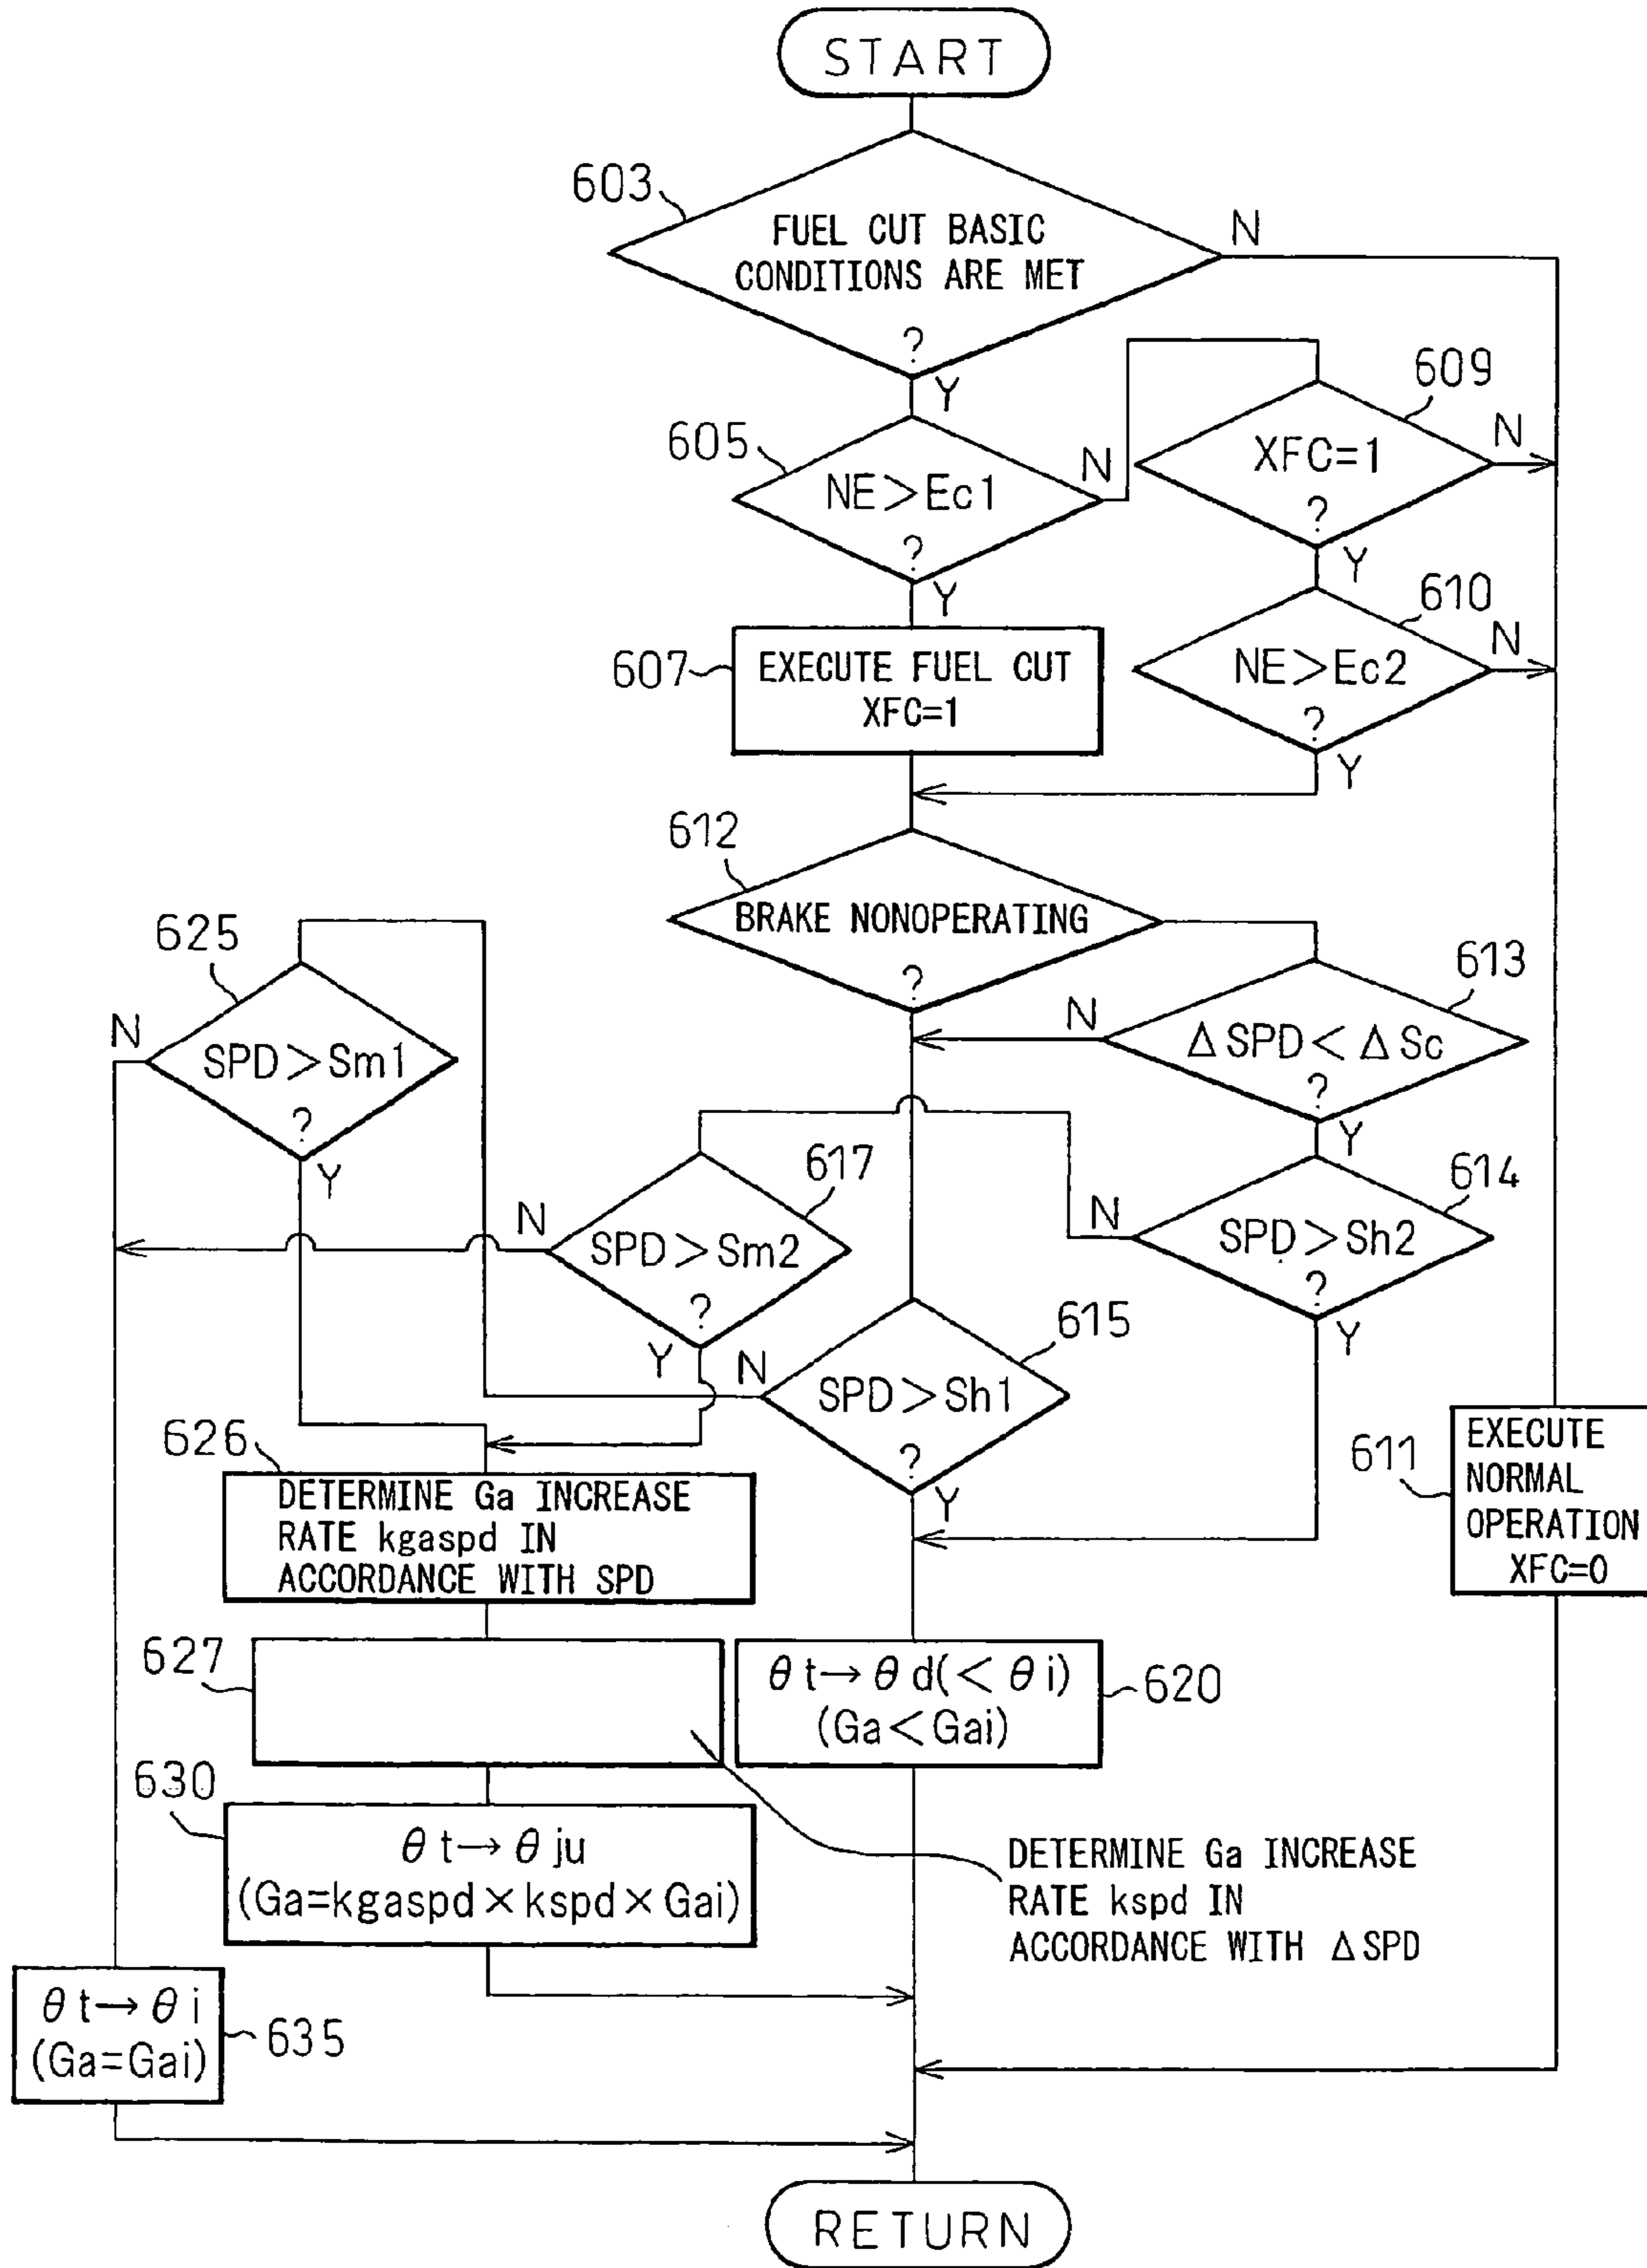 START
603
FUEL CUT BASIC
CONDITIONS ARE MET
?
N
Y
605
NE>Ec1
?
N
Y
609
XFC=1
?
N
Y
607
EXECUTE FUEL CUT
XFC=1
610
NE>Ec2
?
N
Y
612
BRAKE NONOPERATING
?
625
SPD>Sm1
?
N
Y
613
ΔSPD<ΔSc
?
N
Y
617
SPD>Sm2
?
N
Y
614
SPD>Sh2
?
N
Y
615
SPD>Sh1
?
N
Y
626
DETERMINE Ga INCREASE
RATE kgaspd IN
ACCORDANCE WITH SPD
611
EXECUTE
NORMAL
OPERATION
XFC=0
627
θt→θd(<θi)
(Ga<Gai)
620
630
θt→θju
(Ga=kgaspd×kspd×Gai)
DETERMINE Ga INCREASE
RATE kspd IN
ACCORDANCE WITH ΔSPD
θt→θi
(Ga=Gai)
635
RETURN